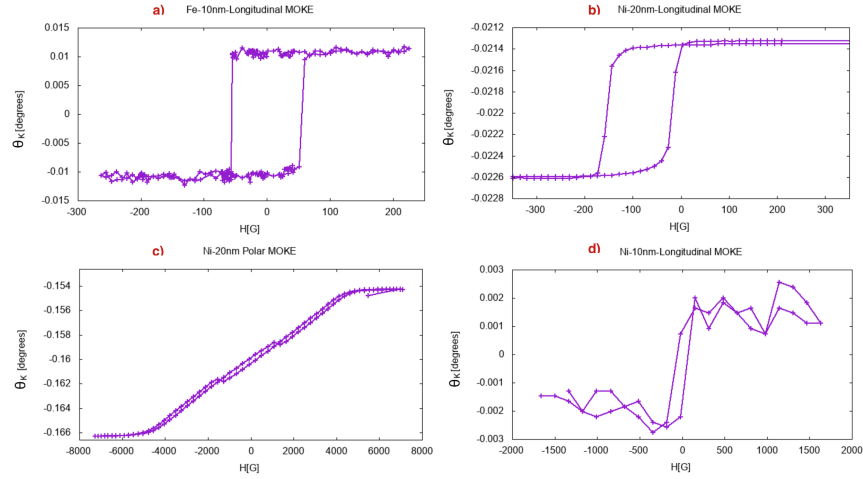 a)
Fe-10nm-Longitudinal MOKE
0.015
0.01
0.005
0
-0.005
-0.01
-0.015
θK[degrees]
-300 -200 -100 0 100 200
H[G]
b)
Ni-20nm-Longitudinal MOKE
-0.0212
-0.0214
-0.0216
-0.0218
-0.022
-0.0222
-0.0224
-0.0226
-0.0228
θK[degrees]
-300 -200 -100 0 100 200 300
H[G]
c)
Ni-20nm Polar MOKE
-0.154
-0.156
-0.16
-0.162
-0.164
-0.166
θK [degrees]
-8000 -6000 -4000 -2000 0 2000 4000 6000 8000
H[G]
d)
Ni-10nm-Longitudinal MOKE
0.003
0.002
0.001
0
-0.001
-0.002
-0.003
θK[degrees]
-2000 -1500 -1000 -500 0 500 1000 1500 2000
H[G]